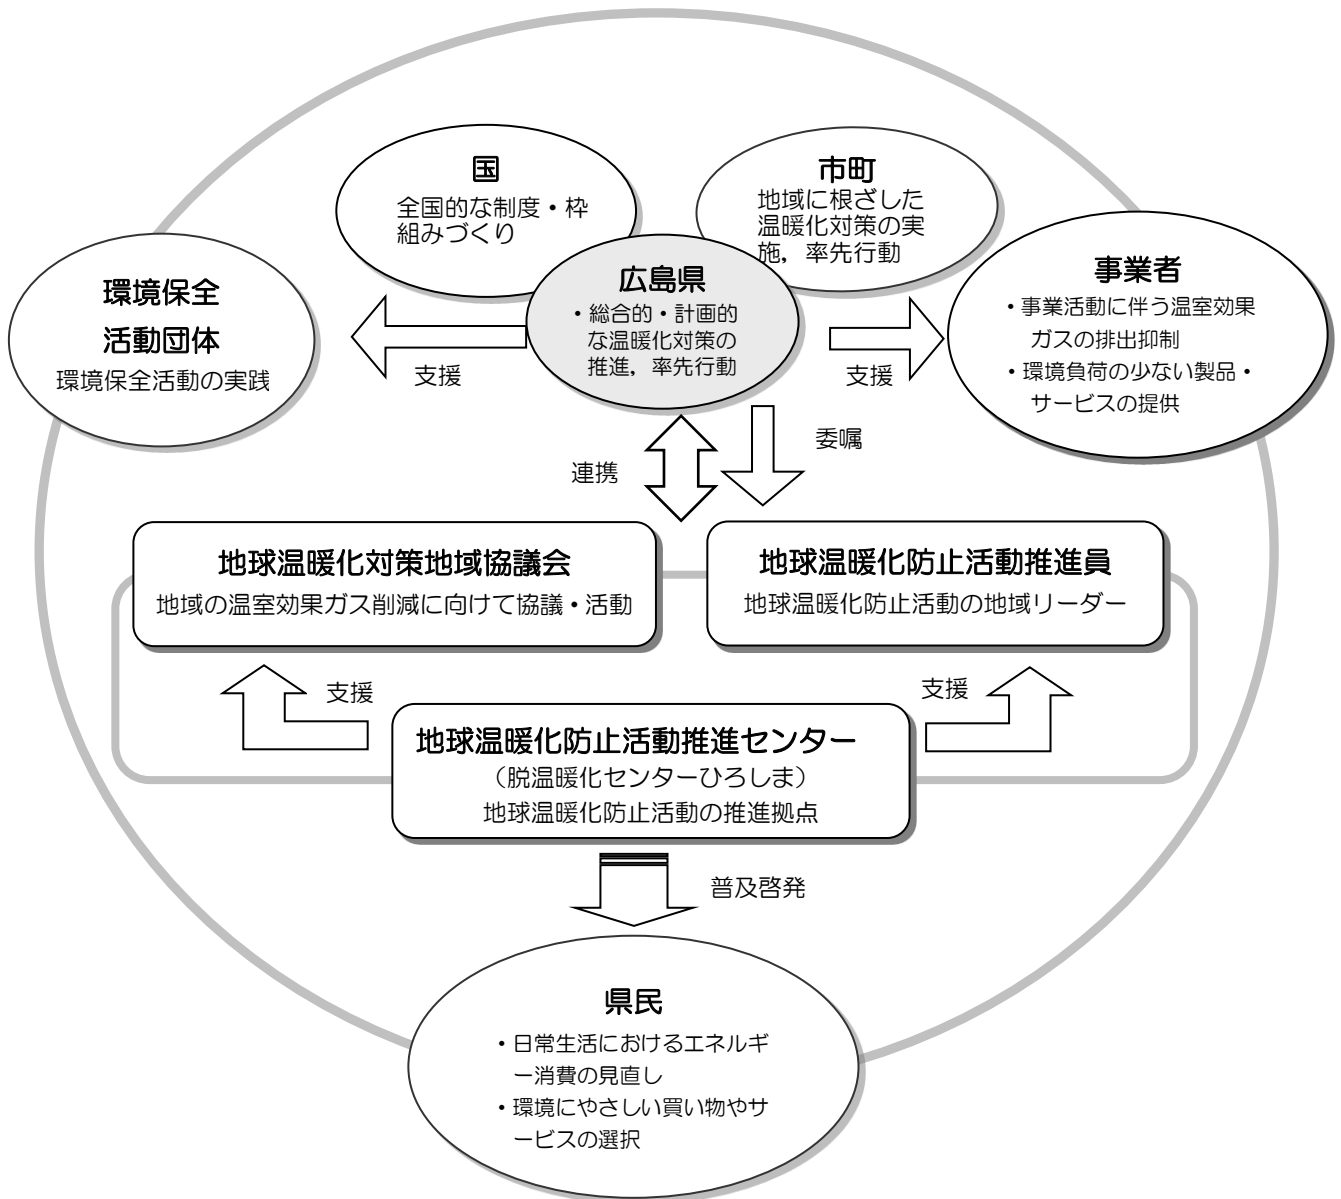 国
全国的な制度・枠
組みづくり
市町
地域に根ざした
温暖化対策の実
施，率先行動
環境保全
活動団体
環境保全活動の実践
広島県
・総合的・計画的
な温暖化対策の
推進，率先行動
事業者
・事業活動に伴う温室効果
ガスの排出抑制
・環境負荷の少ない製品・
サービスの提供
支援
支援
連携
委嘱
地球温暖化対策地域協議会
地域の温室効果ガス削減に向けて協議・活動
地球温暖化防止活動推進員
地球温暖化防止活動の地域リーダー
支援
支援
地球温暖化防止活動推進センター
（脱温暖化センターひろしま）
地球温暖化防止活動の推進拠点
普及啓発
県民
・日常生活におけるエネルギ
ー消費の見直し
・環境にやさしい買い物やサ
ービスの選択